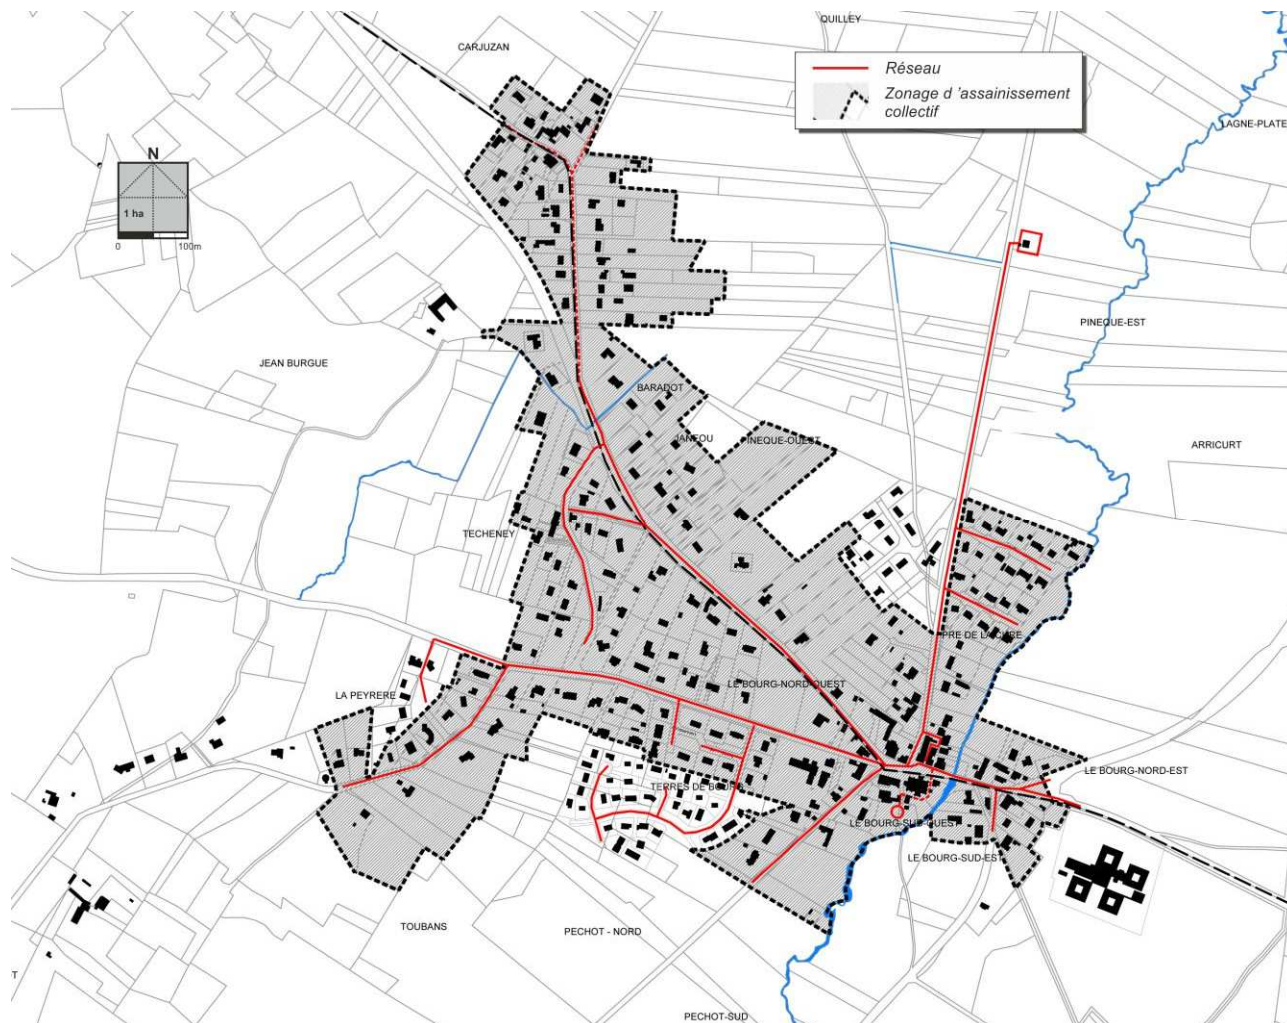 QUILLEY
CARJUZAN
Réseau
Zonage d 'assainissement
collectif
LAGNE-PLATE
N
1 ha
0 100m
PINEQUE-EST
JEAN BURGUE
BARADOT
JANFOU
PINEQUE-OUEST
ARRICURT
TECHENEY
PRE DE LA CURE
LE BOURG-NORD-OUEST
LA PEYRERE
LE BOURG-NORD-EST
TERRES DE BOURG
LE BOURG-SUD-OUEST
LE BOURG-SUD-EST
TOUBANS
PECHOT - NORD
T
PECHOT-SUD